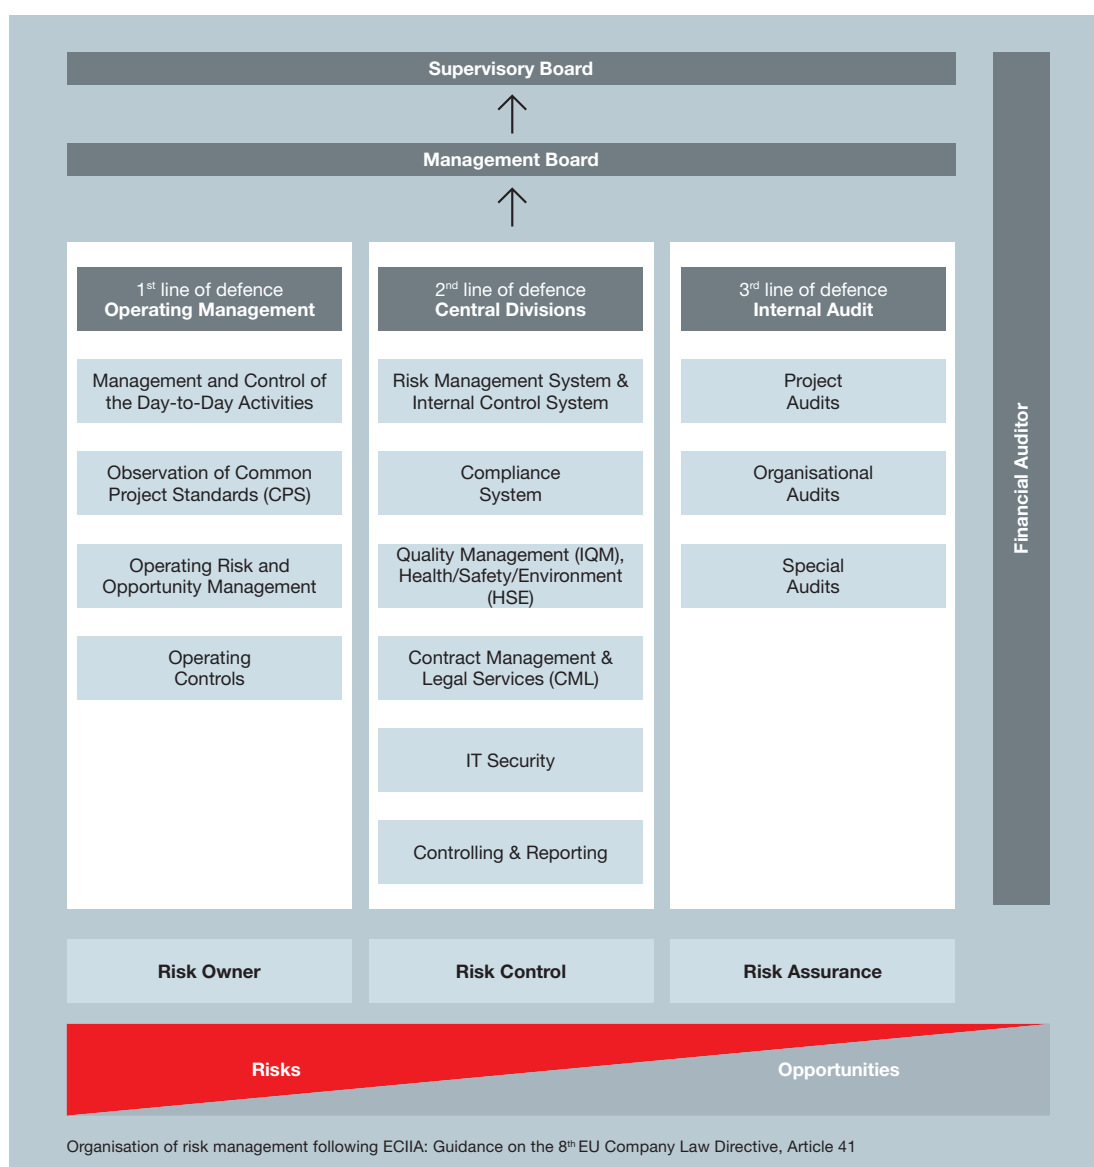 Supervisory Board
Management Board
1st line of defence
Operating Management
Management and Control of
the Day-to-Day Activities
Observation of Common
Project Standards (CPS)
Operating Risk and
Opportunity Management
Operating
Controls
2nd line of defence
Central Divisions
Risk Management System &
Internal Control System
Compliance
System
Quality Management (IQM),
Health/Safety/Environment
(HSE)
Contract Management &
Legal Services (CML)
IT Security
Controlling & Reporting
3rd line of defence
Internal Audit
Project
Audits
Organisational
Audits
Special
Audits
Financial Auditor
Risk Owner
Risk Control
Risk Assurance
Risks
Opportunities
Organisation of risk management following ECIIA: Guidance on the 8th EU Company Law Directive, Article 41